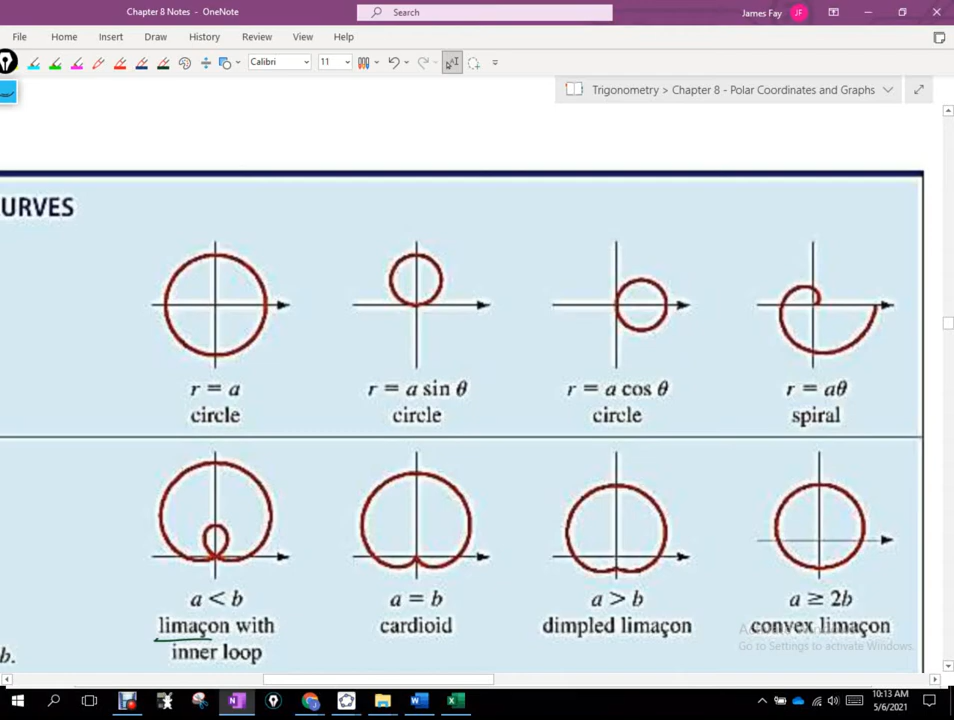 Chapter 8 Notes - OneNote
Search
James Fay
JF
File Home Insert Draw History Review View Help
Calibri 11
Trigonometry > Chapter 8 - Polar Coordinates and Graphs
URVES
r = a
circle
r = a sin θ
circle
r = a cos θ
circle
r = aθ
spiral
a < b
limaçon with
inner loop
a = b
cardioid
a > b
dimpled limaçon
a ≥ 2b
convex limaçon
b.
Go to Settings to activate Windows.
10:13 AM
5/6/2021